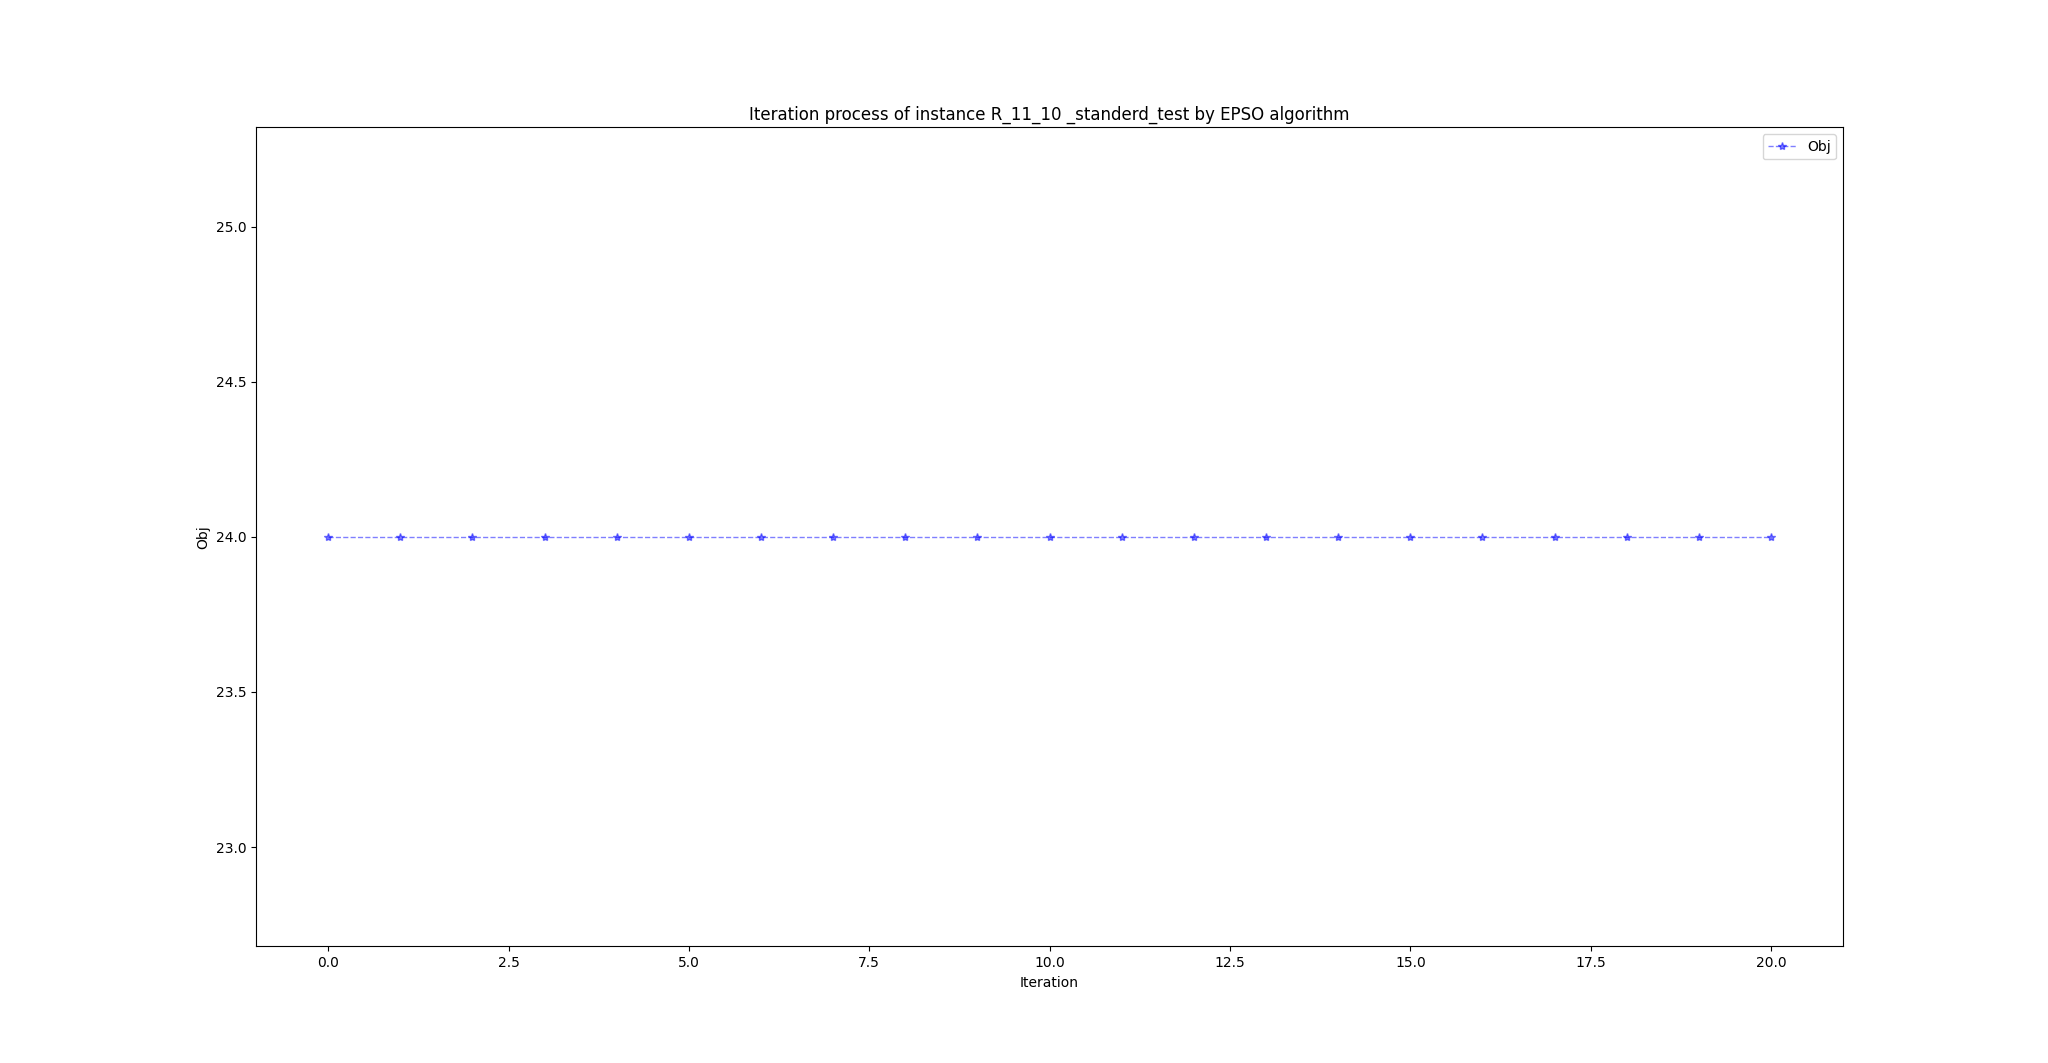 Iteration process of instance R_11_10 _standerd_test by EPSO algorithm
Obj
25.0
24.5
24.0
23.5
23.0
Obj
0.0 2.5 5.0 7.5 10.0 12.5 15.0 17.5 20.0
Iteration